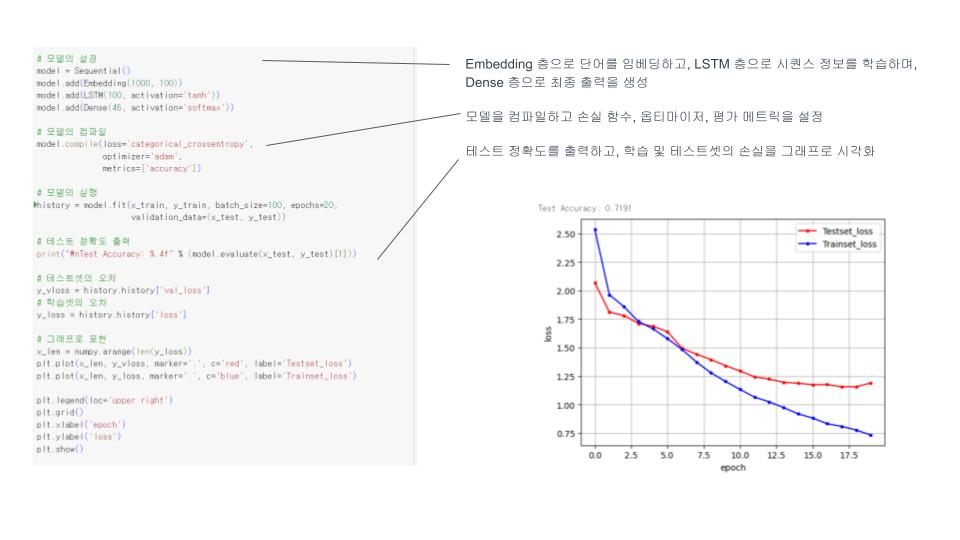 # 모델의 설정
model = Sequential()
model.add(Embedding(1000, 100))
model.add(LSTM(100, activation='tanh'))
model.add(Dense(46, activation='softmax'))
# 모델의 컴파일
model.compile(loss='categorical_crossentropy',
optimizer='adam',
metrics=['accuracy'])
# 모델의 실행
history = model.fit(x_train, y_train, batch_size=100, epochs=20,
validation_data=(x_test, y_test))
# 테스트 정확도 출력
print("₩nTest Accuracy: %.4f" % (model.evaluate(x_test, y_test)[1]))
# 테스트셋의 오차
y_vloss = history.history['val_loss']
# 학습셋의 오차
y_loss = history.history['loss']
# 그래프로 표현
x_len = numpy.arange(len(y_loss))
plt.plot(x_len, y_vloss, marker='.', c='red', label='Testset_loss')
plt.plot(x_len, y_loss, marker='.', c='blue', label='Trainset_loss')
plt.legend(loc='upper right')
plt.grid()
plt.xlabel('epoch')
plt.ylabel('loss')
plt.show()
Embedding 층으로 단어를 임베딩하고, LSTM 층으로 시퀀스 정보를 학습하며,
Dense 층으로 최종 출력을 생성
모델을 컴파일하고 손실 함수, 옵티마이저, 평가 메트릭을 설정
테스트 정확도를 출력하고, 학습 및 테스트셋의 손실을 그래프로 시각화
Test Accuracy: 0.7191
Testset_loss
Trainset_loss
2.50
2.25
2.00
1.75
1.50
1.25
1.00
0.75
loss
0.0 2.5 5.0 7.5 10.0 12.5 15.0 17.5
epoch